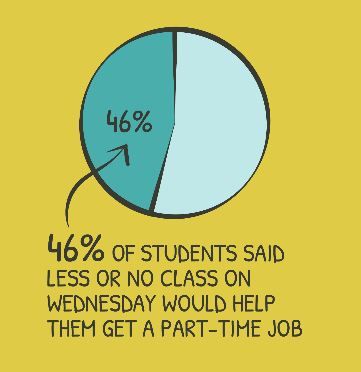 46%
46% OF STUDENTS SAID
LESS OR NO CLASS ON
WEDNESDAY WOULD HELP
THEM GET A PART-TIME JOB